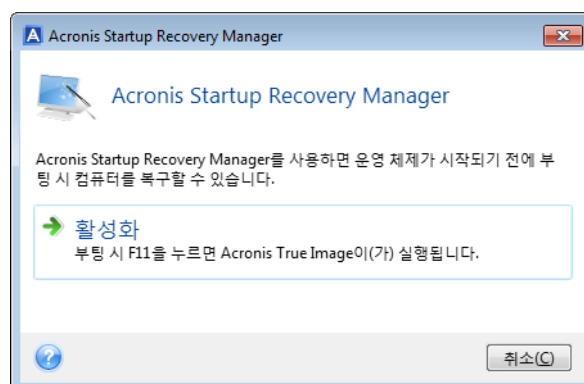 Acronis Startup Recovery Manager
Acronis Startup Recovery Manager
Acronis Startup Recovery Manager를 사용하면 운영 체제가 시작되기 전에 부
팅 시 컴퓨터를 복구할 수 있습니다.
활성화
부팅 시 F11을 누르면 Acronis True Image이(가) 실행됩니다.
취소(C)